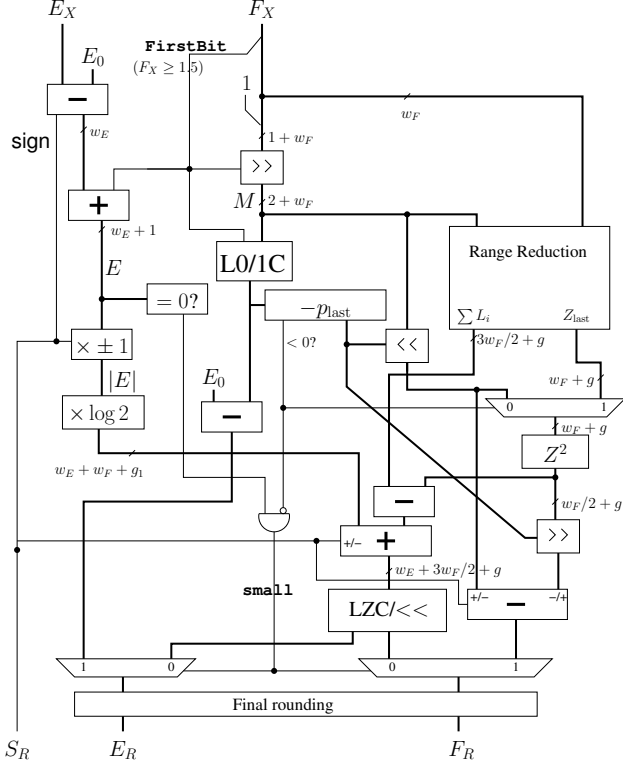 E_X
F_X
FirstBit
(F_X ≥ 1.5)
E_0
1
−
w_F
w_E
sign
1 + w_F
>>
+
M
2 + w_F
w_E + 1
Range Reduction
E
L0/1C
= 0?
−p_last
∑ L_i
Z_last
< 0?
3w_F/2 + g
× ± 1
<<
|E|
E_0
w_F + g
× log 2
−
0
1
w_F + g
Z²
w_E + w_F + g_1
−
w_F/2 + g
+/−
+
>>
w_E + 3w_F/2 + g
small
+/−
−
−/+
LZC/<<
1
0
0
1
Final rounding
S_R
E_R
F_R